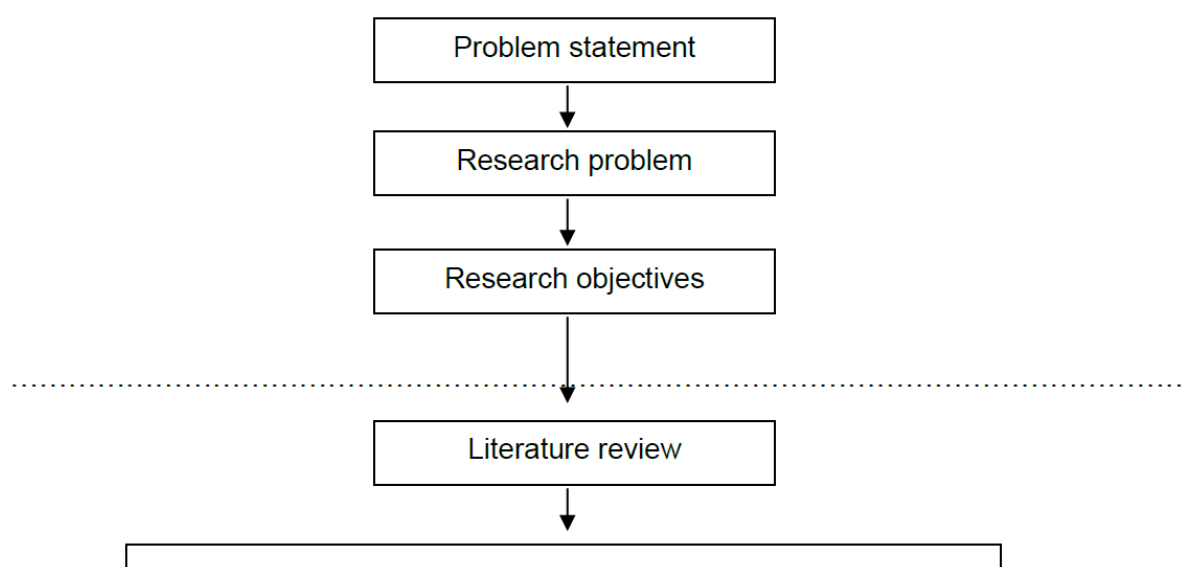 Problem statement
Research problem
Research objectives
Literature review